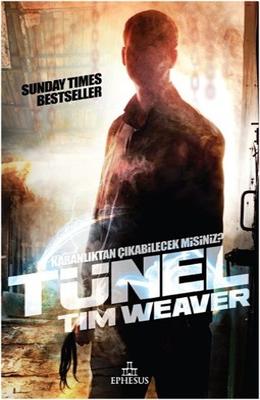 SUNDAY TIMES
BESTSELLER
KARANLIKTAN ÇIKABİLECEK MİSİNİZ?
TÜNEL
TIM WEAVER
EPHESUS